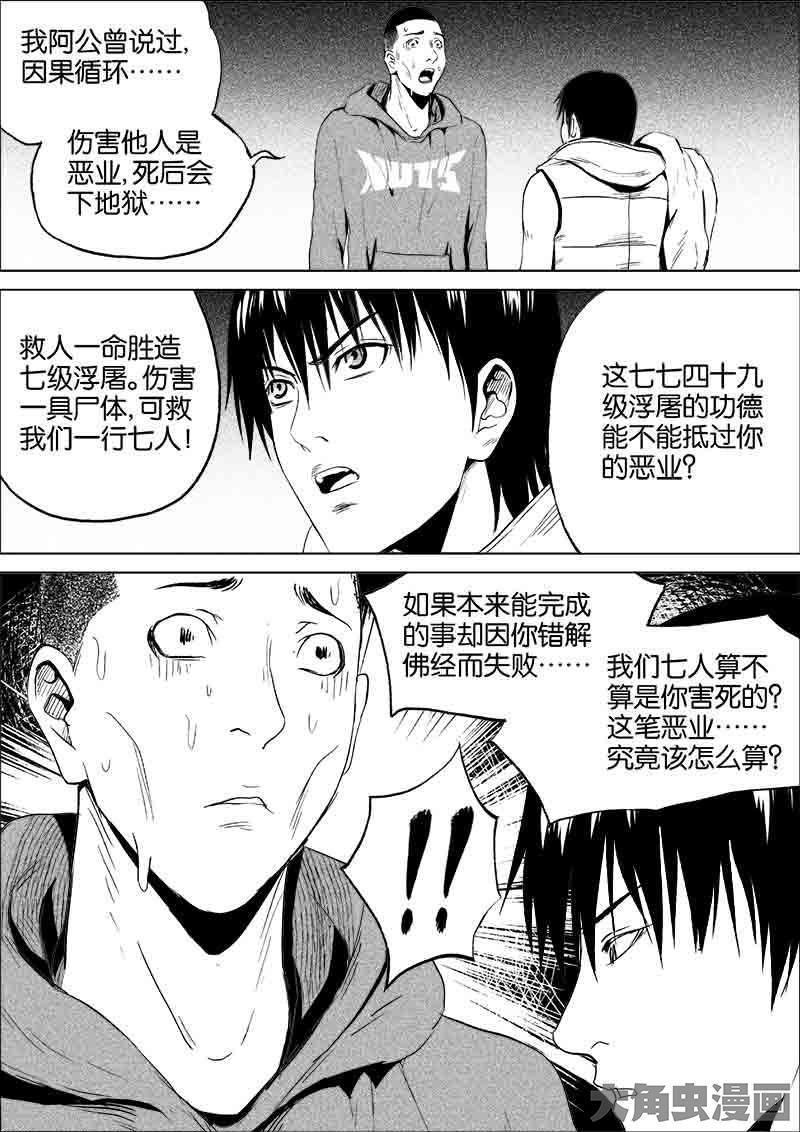 我阿公曾说过,
因果循环……
伤害他人是
恶业,死后会
下地狱……
NUTS
救人一命胜造
七级浮屠。伤害
一具尸体,可救
我们一行七人!
这七七四十九
级浮屠的功德
能不能抵过你
的恶业?
如果本来能完成
的事却因你错解
佛经而失败……
我们七人算不
算是你害死的?
这笔恶业……
究竟该怎么算?
!!
大角虫漫画